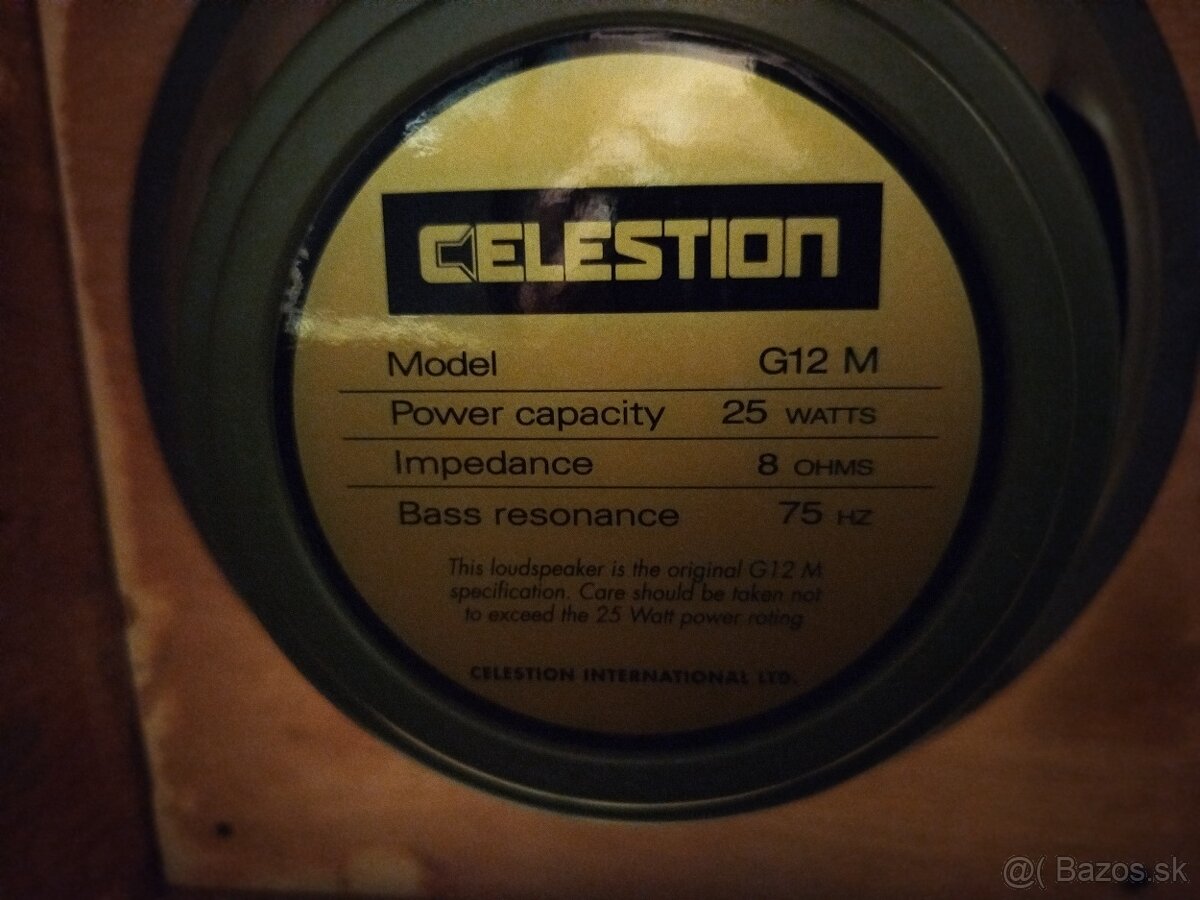 CELESTION
Model G12 M
Power capacity 25 WATTS
Impedance 8 OHMS
Bass resonance 75 HZ
This loudspeaker is the original G12 M
specification. Care should be taken not
to exceed the 25 Watt power rating
CELESTION INTERNATIONAL LTD.
@( Bazos.sk